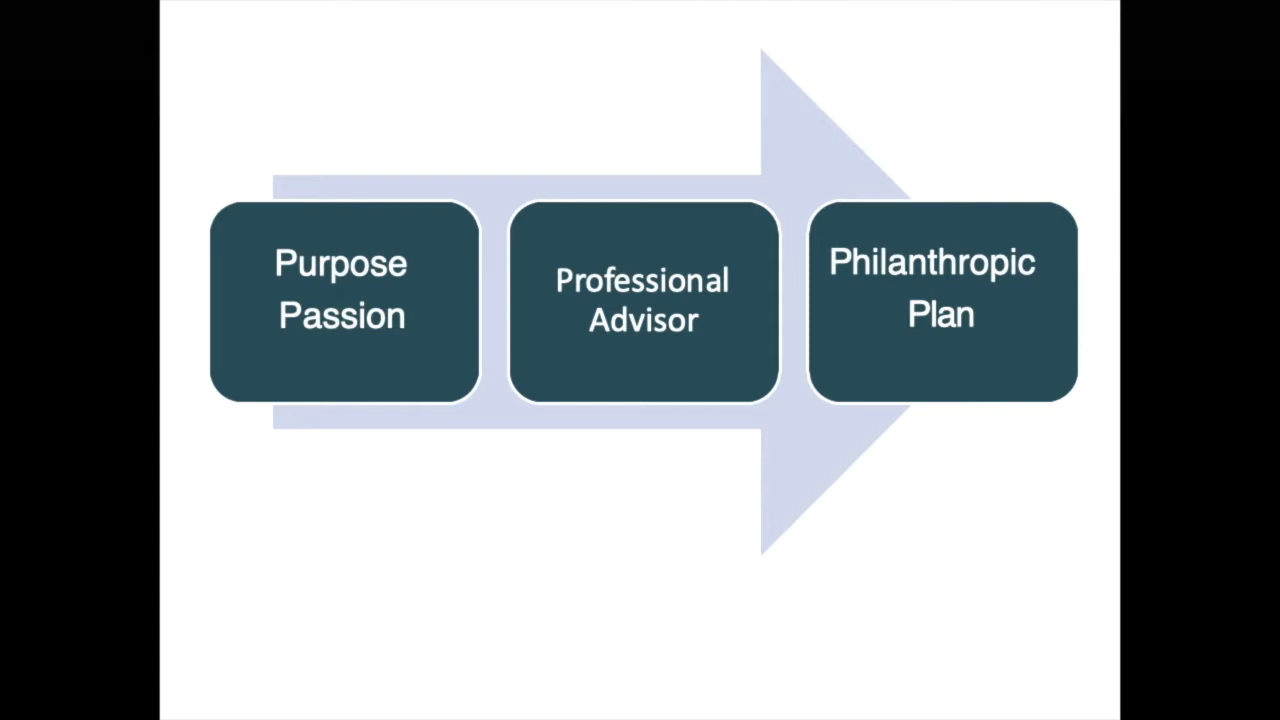 Purpose
Passion
Professional
Advisor
Philanthropic
Plan